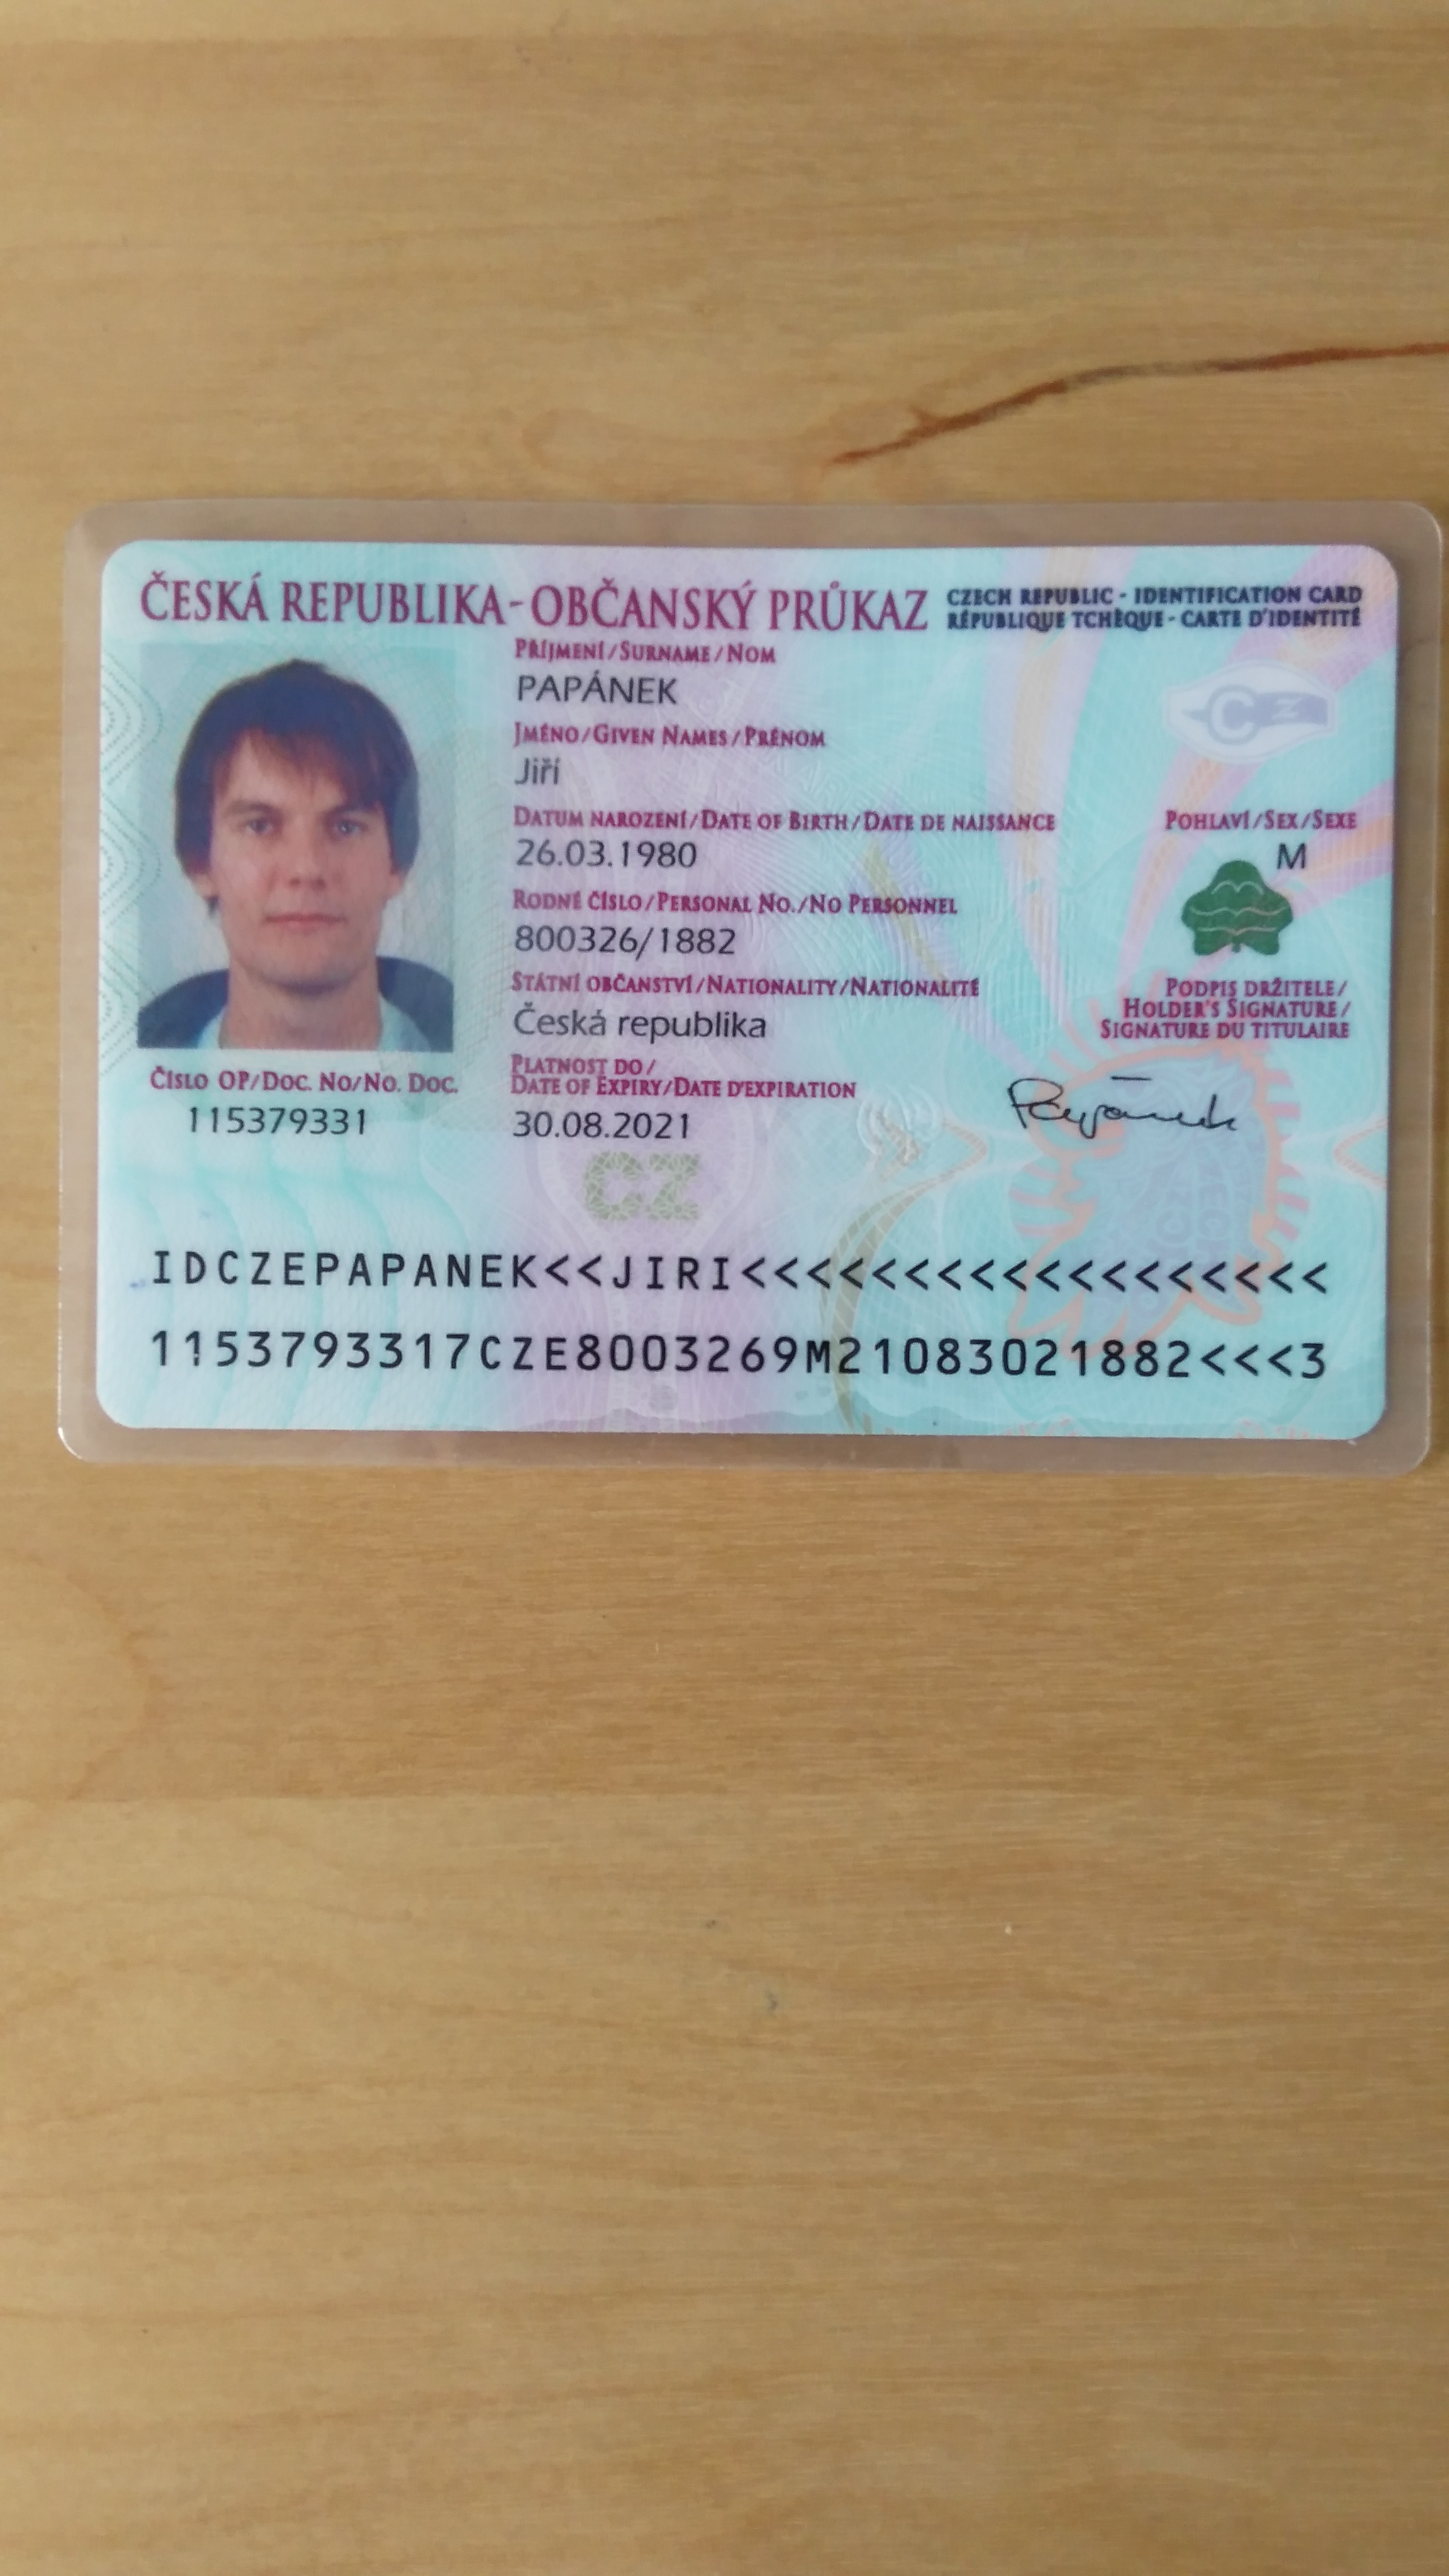 ČESKÁ REPUBLIKA - OBČANSKÝ PRŮKAZ
CZECH REPUBLIC - IDENTIFICATION CARD
RÉPUBLIQUE TCHÈQUE - CARTE D'IDENTITÉ
PŘÍJMENÍ/SURNAME/NOM
PAPÁNEK
JMÉNO/GIVEN NAMES/PRÉNOM
Jiří
DATUM NAROZENÍ/DATE OF BIRTH/DATE DE NAISSANCE
26.03.1980
POHLAVÍ/SEX/SEXE
M
RODNÉ ČÍSLO/PERSONAL NO./NO PERSONNEL
800326/1882
STÁTNÍ OBČANSTVÍ/NATIONALITY/NATIONALITÉ
Česká republika
PODPIS DRŽITELE/
HOLDER'S SIGNATURE/
SIGNATURE DU TITULAIRE
Papánek
ČÍSLO OP/DOC. NO/NO. DOC.
115379331
PLATNOST DO/
DATE OF EXPIRY/DATE D'EXPIRATION
30.08.2021
CZ
CZ
IDCZEPAPANEK<<JIRI<<<<<<<<<<<<<<<<<<
1153793317CZE8003269M21083021882<<<3